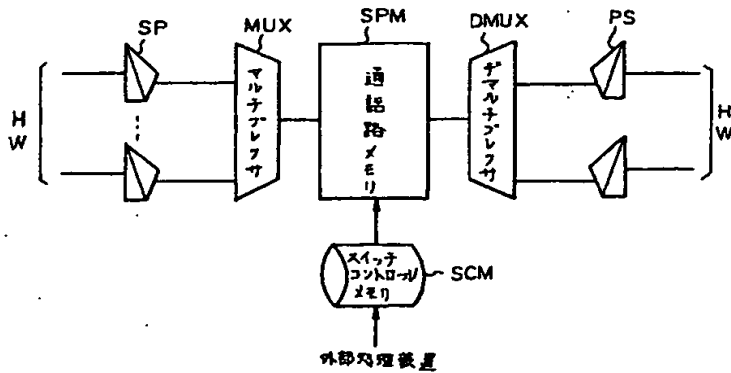 SP
MUX
SPM
DMUX
PS
HW
マルチプレクサ
通話路メモリ
デマルチプレクサ
HW
スイッチ
コントロール
メモリ
SCM
外部処理装置